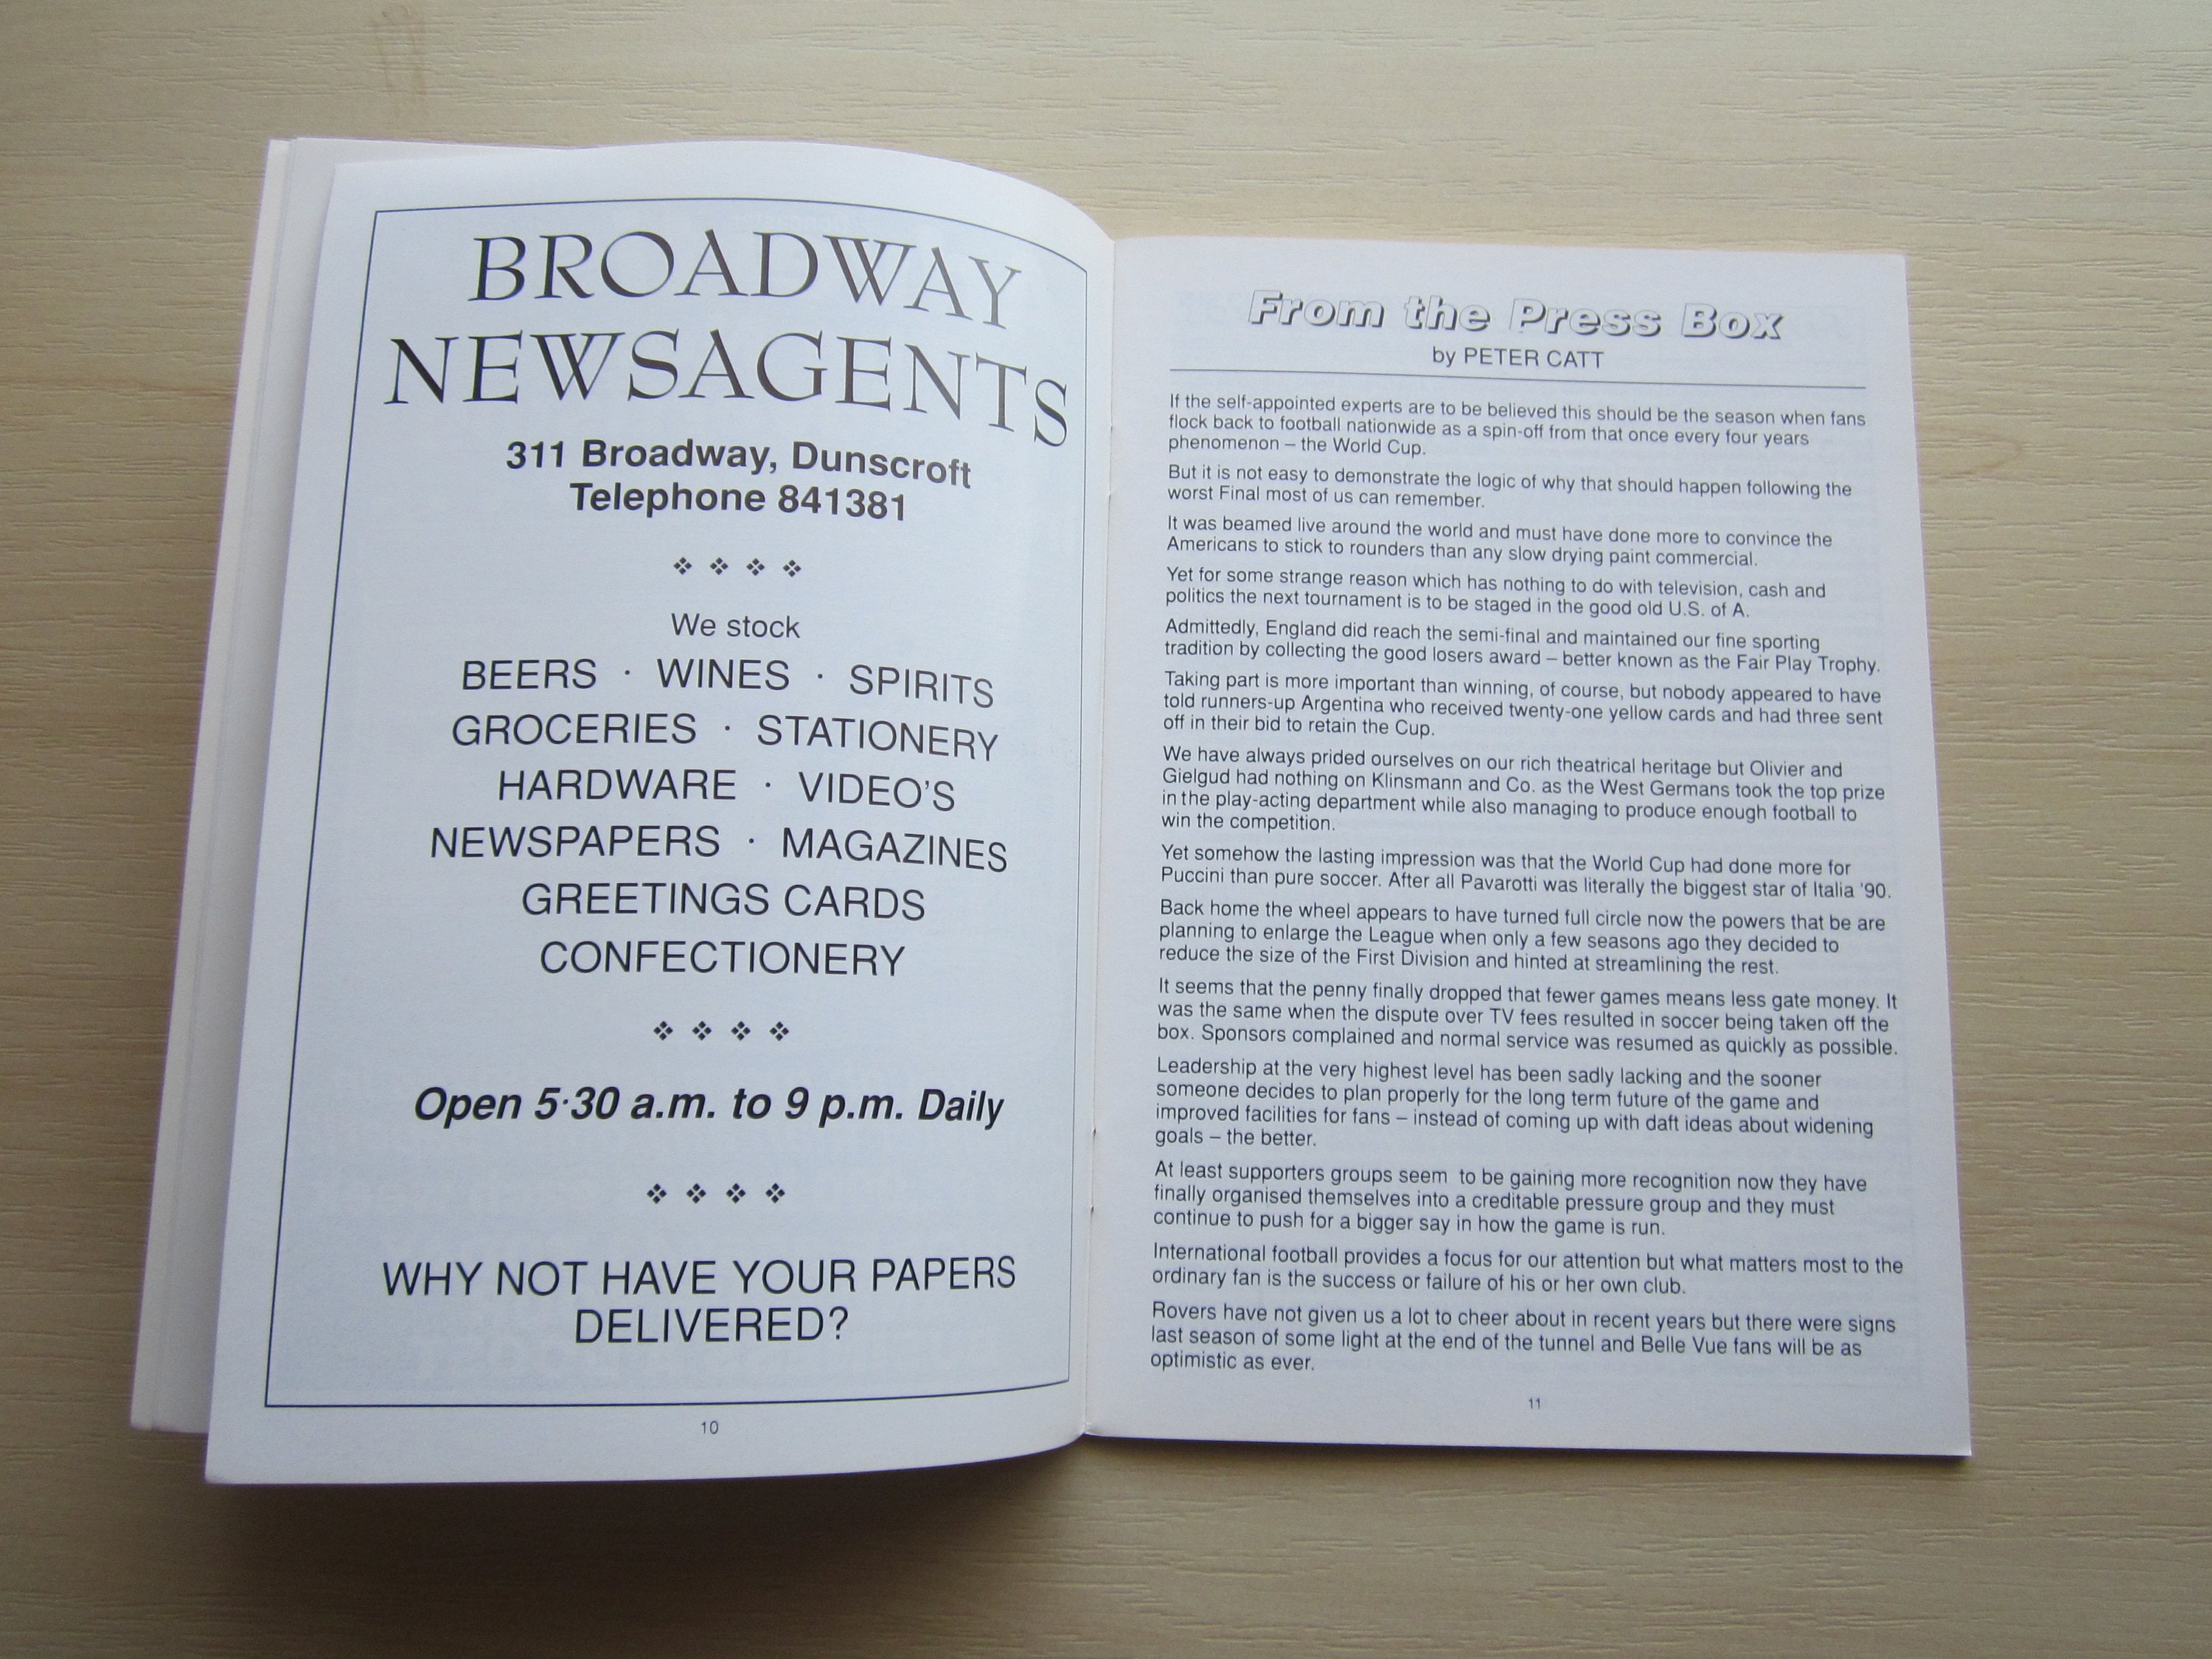 BROADWAY
NEWSAGENTS
311 Broadway, Dunscroft
Telephone 841381
We stock
BEERS · WINES · SPIRITS
GROCERIES · STATIONERY
HARDWARE · VIDEO'S
NEWSPAPERS · MAGAZINES
GREETINGS CARDS
CONFECTIONERY
Open 5·30 a.m. to 9 p.m. Daily
WHY NOT HAVE YOUR PAPERS
DELIVERED?
10
From the Press Box
by PETER CATT
If the self-appointed experts are to be believed this should be the season when fans
flock back to football nationwide as a spin-off from that once every four years
phenomenon – the World Cup.
But it is not easy to demonstrate the logic of why that should happen following the
worst Final most of us can remember.
It was beamed live around the world and must have done more to convince the
Americans to stick to rounders than any slow drying paint commercial.
Yet for some strange reason which has nothing to do with television, cash and
politics the next tournament is to be staged in the good old U.S. of A.
Admittedly, England did reach the semi-final and maintained our fine sporting
tradition by collecting the good losers award – better known as the Fair Play Trophy.
Taking part is more important than winning, of course, but nobody appeared to have
told runners-up Argentina who received twenty-one yellow cards and had three sent
off in their bid to retain the Cup.
We have always prided ourselves on our rich theatrical heritage but Olivier and
Gielgud had nothing on Klinsmann and Co. as the West Germans took the top prize
in the play-acting department while also managing to produce enough football to
win the competition.
Yet somehow the lasting impression was that the World Cup had done more for
Puccini than pure soccer. After all Pavarotti was literally the biggest star of Italia '90.
Back home the wheel appears to have turned full circle now the powers that be are
planning to enlarge the League when only a few seasons ago they decided to
reduce the size of the First Division and hinted at streamlining the rest.
It seems that the penny finally dropped that fewer games means less gate money. It
was the same when the dispute over TV fees resulted in soccer being taken off the
box. Sponsors complained and normal service was resumed as quickly as possible.
Leadership at the very highest level has been sadly lacking and the sooner
someone decides to plan properly for the long term future of the game and
improved facilities for fans – instead of coming up with daft ideas about widening
goals – the better.
At least supporters groups seem to be gaining more recognition now they have
finally organised themselves into a creditable pressure group and they must
continue to push for a bigger say in how the game is run.
International football provides a focus for our attention but what matters most to the
ordinary fan is the success or failure of his or her own club.
Rovers have not given us a lot to cheer about in recent years but there were signs
last season of some light at the end of the tunnel and Belle Vue fans will be as
optimistic as ever.
11